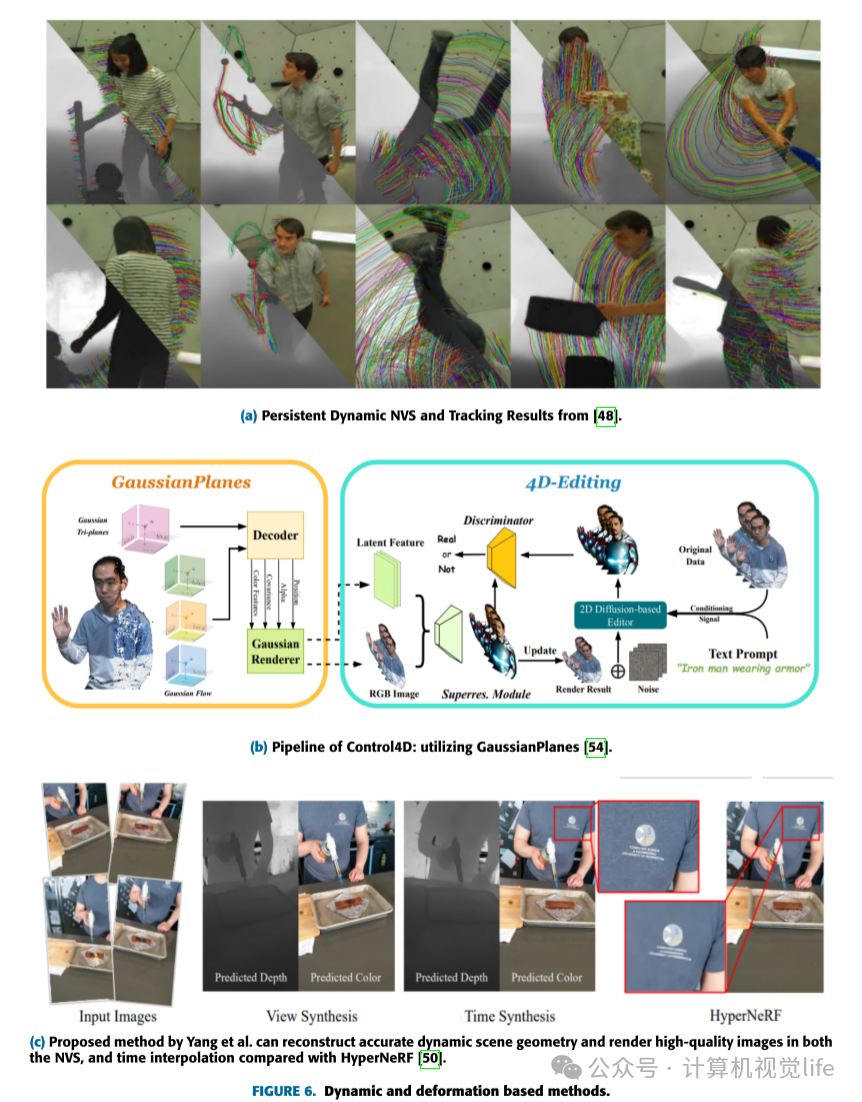 (a) Persistent Dynamic NVS and Tracking Results from [48].
GaussianPlanes
4D-Editing
Gaussian
Tri-planes
Decoder
Color Features
Covariance
Alpha
Position
Gaussian
Renderer
Gaussian Flow
Latent Feature
RGB Image
Discriminator
Real
or
Not
Superres. Module
Update
Render Result
Noise
2D Diffusion-based
Editor
Original
Data
Conditioning
Signal
Text Prompt
"Iron man wearing armor"
(b) Pipeline of Control4D: utilizing GaussianPlanes [54].
Predicted Depth
Predicted Color
Predicted Depth
Predicted Color
Input Images
View Synthesis
Time Synthesis
HyperNeRF
(c) Proposed method by Yang et al. can reconstruct accurate dynamic scene geometry and render high-quality images in both
the NVS, and time interpolation compared with HyperNeRF [50].
公众号 · 计算机视觉life
FIGURE 6. Dynamic and deformation based methods.